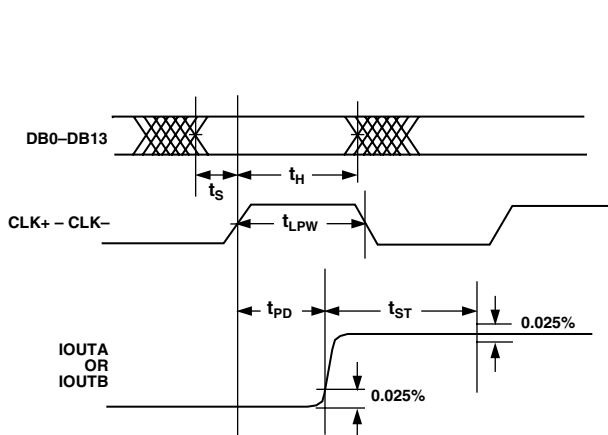 DB0–DB13
tS
tH
CLK+ – CLK–
tLPW
tPD
tST
0.025%
IOUTA
OR
IOUTB
0.025%